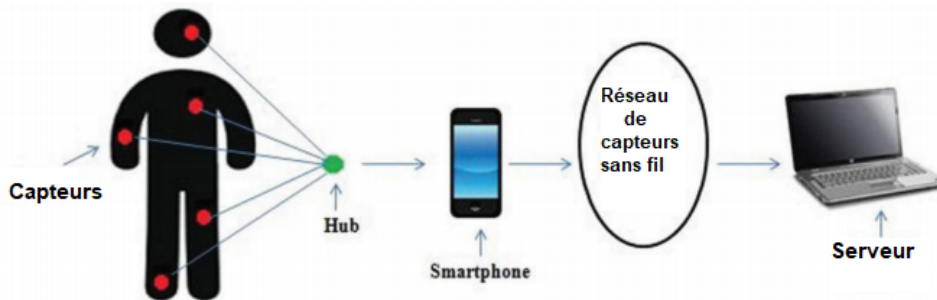 Capteurs
Hub
Smartphone
Réseau
de
capteurs
sans fil
Serveur